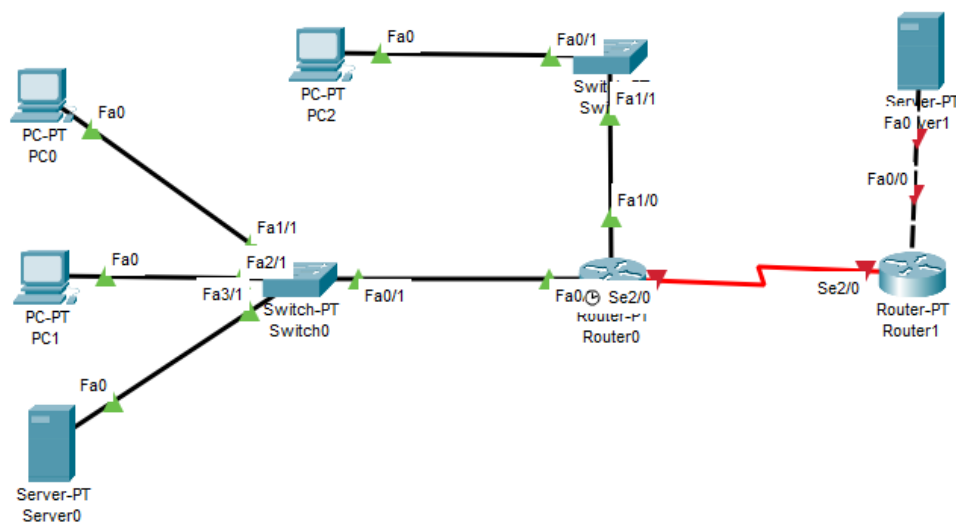 Fa0
Fa0/1
PC-PT
PC2
Fa1/1
Fa0
PC-PT
PC0
Server-PT
Fa0
Fa0/0
Fa1/0
Fa1/1
Fa0
Fa2/1
Fa3/1
PC-PT
PC1
Switch-PT
Switch0
Fa0/1
Se2/0
Router-PT
Router0
Se2/0
Router-PT
Router1
Fa0
Server-PT
Server0